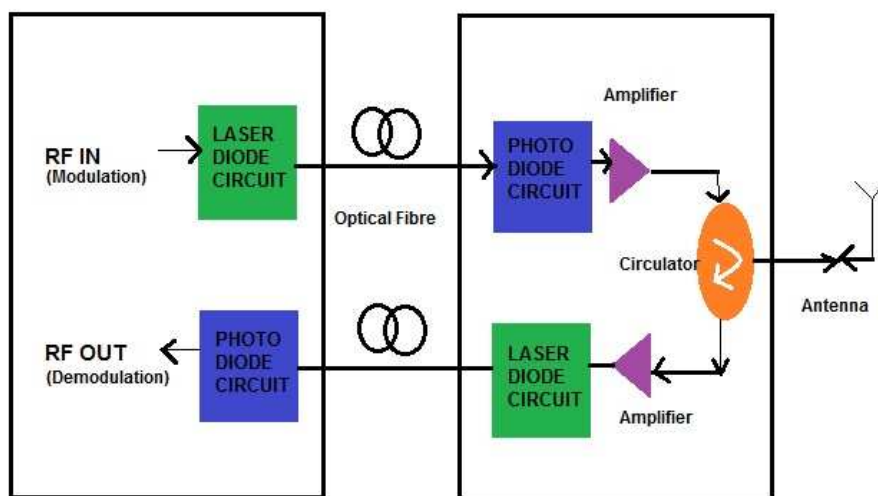 RF IN
(Modulation)
LASER
DIODE
CIRCUIT
Optical Fibre
PHOTO
DIODE
CIRCUIT
Amplifier
Circulator
Antenna
RF OUT
(Demodulation)
PHOTO
DIODE
CIRCUIT
LASER
DIODE
CIRCUIT
Amplifier